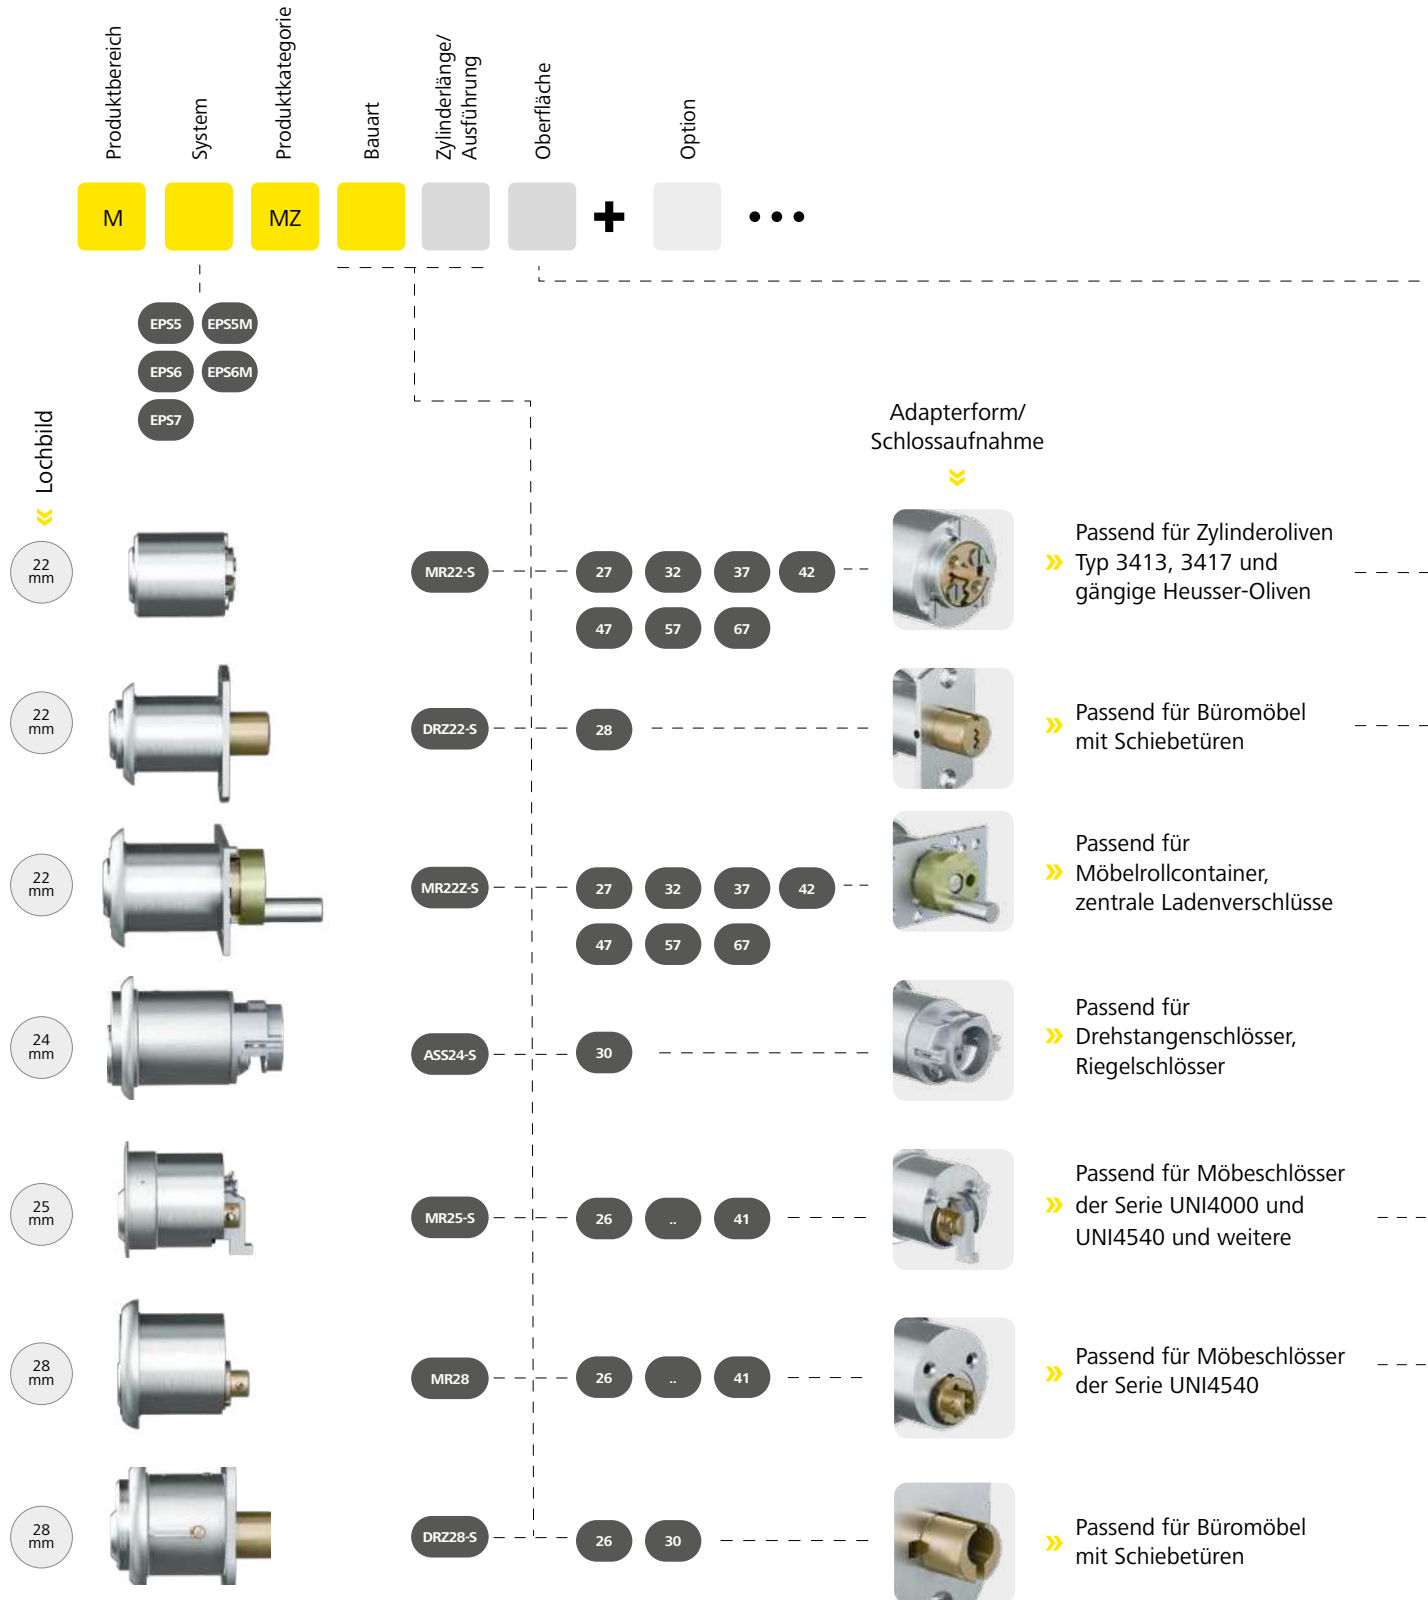 Produktbereich
System
Produktkategorie
Bauart
Zylinderlänge/
Ausführung
Oberfläche
Option
M
MZ
+
•••
EPS5
EPS5M
EPS6
EPS6M
EPS7
Lochbild
Adapterform/
Schlossaufnahme
22
mm
MR22-S
27
32
37
42
47
57
67
Passend für Zylinderoliven
Typ 3413, 3417 und
gängige Heusser-Oliven
22
mm
DRZ22-S
28
Passend für Büromöbel
mit Schiebetüren
22
mm
MR22Z-S
27
32
37
42
47
57
67
Passend für
Möbelrollcontainer,
zentrale Ladenverschlüsse
24
mm
ASS24-S
30
Passend für
Drehstangenschlösser,
Riegelschlösser
25
mm
MR25-S
26
..
41
Passend für Möbeschlösser
der Serie UNI4000 und
UNI4540 und weitere
28
mm
MR28
26
..
41
Passend für Möbeschlösser
der Serie UNI4540
28
mm
DRZ28-S
26
30
Passend für Büromöbel
mit Schiebetüren